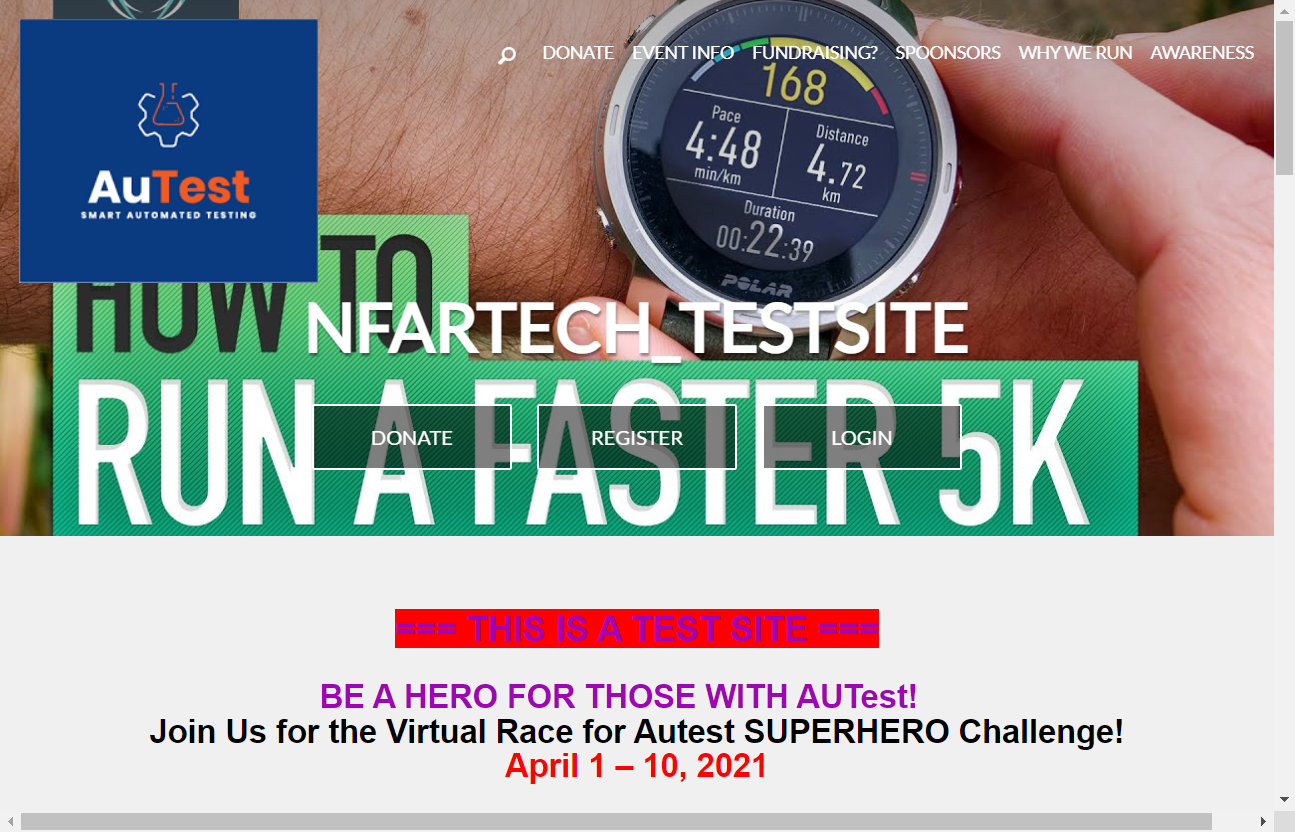 DONATE EVENT INFO FUNDRAISING? SPOONSORS WHY WE RUN AWARENESS
168
Pace
4:48
min/km
Distance
4.72
km
Duration
00:22:39
POLAR
AuTest
SMART AUTOMATED TESTING
HOW TO
NFARTECH_TESTSITE
RUN A FASTER 5K
DONATE REGISTER LOGIN
=== THIS IS A TEST SITE ===
BE A HERO FOR THOSE WITH AUTest!
Join Us for the Virtual Race for Autest SUPERHERO Challenge!
April 1 – 10, 2021